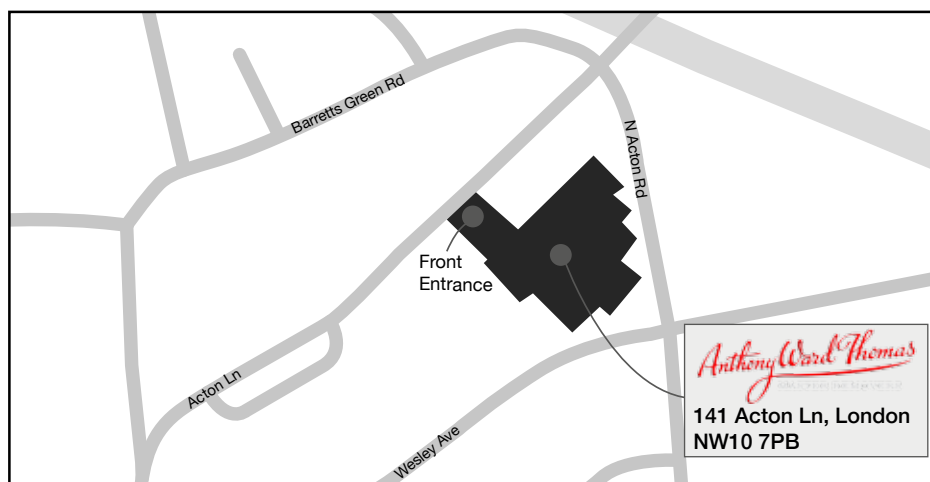 Barretts Green Rd
N Acton Rd
Front
Entrance
Acton Ln
Wesley Ave
Anthony Ward Thomas
141 Acton Ln, London
NW10 7PB